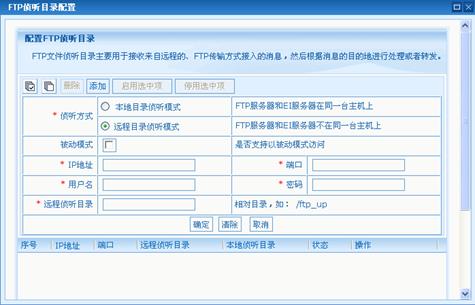 FTP侦听目录配置
配置FTP侦听目录
FTP文件侦听目录主要用于接收来自远程的、FTP传输方式接入的消息，然后根据消息的目的地进行处理或者转发。
删除 添加 启用选中项 停用选中项
* 侦听方式
本地目录侦听模式 FTP服务器和EI服务器在同一台主机上
远程目录侦听模式 FTP服务器和EI服务器不在同一台主机上
被动模式 是否支持以被动模式访问
* IP地址 * 端口
* 用户名 * 密码
* 远程侦听目录 相对目录，如： /ftp_up
确定 清除 取消
序号 IP地址 端口 远程侦听目录 本地侦听目录 状态 操作